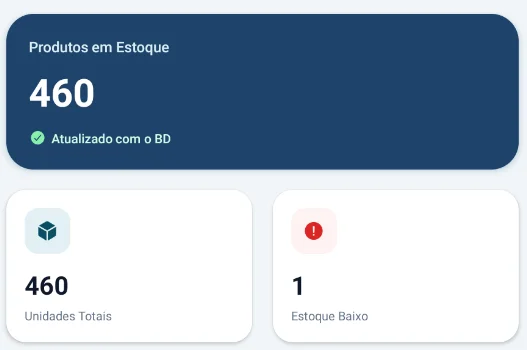 Produtos em Estoque
460
Atualizado com o BD
460
Unidades Totais
1
Estoque Baixo